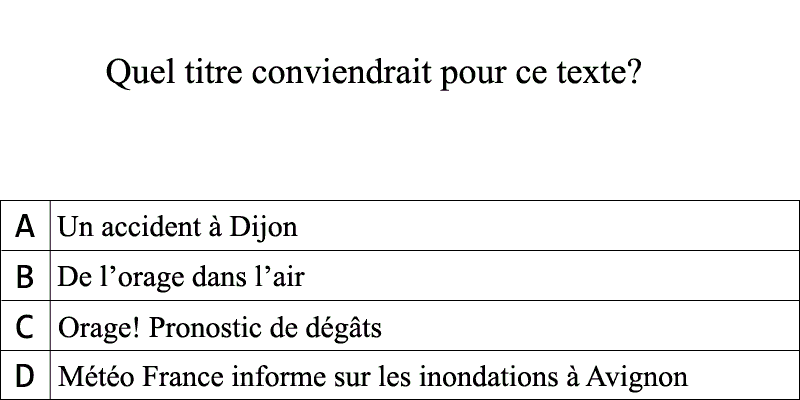 Quel titre conviendrait pour ce texte?
A Un accident à Dijon
B De l’orage dans l’air
C Orage! Pronostic de dégâts
D Météo France informe sur les inondations à Avignon